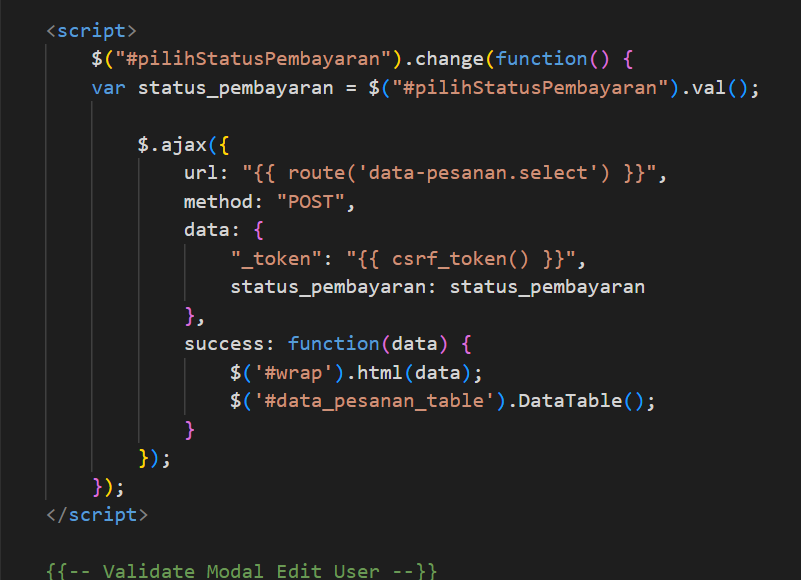 <script>
$("#pilihStatusPembayaran").change(function() {
var status_pembayaran = $("#pilihStatusPembayaran").val();
$.ajax({
url: "{{ route('data-pesanan.select') }}",
method: "POST",
data: {
"_token": "{{ csrf_token() }}",
status_pembayaran: status_pembayaran
},
success: function(data) {
$('#wrap').html(data);
$('#data_pesanan_table').DataTable();
}
});
});
</script>
{{-- Validate Modal Edit User --}}